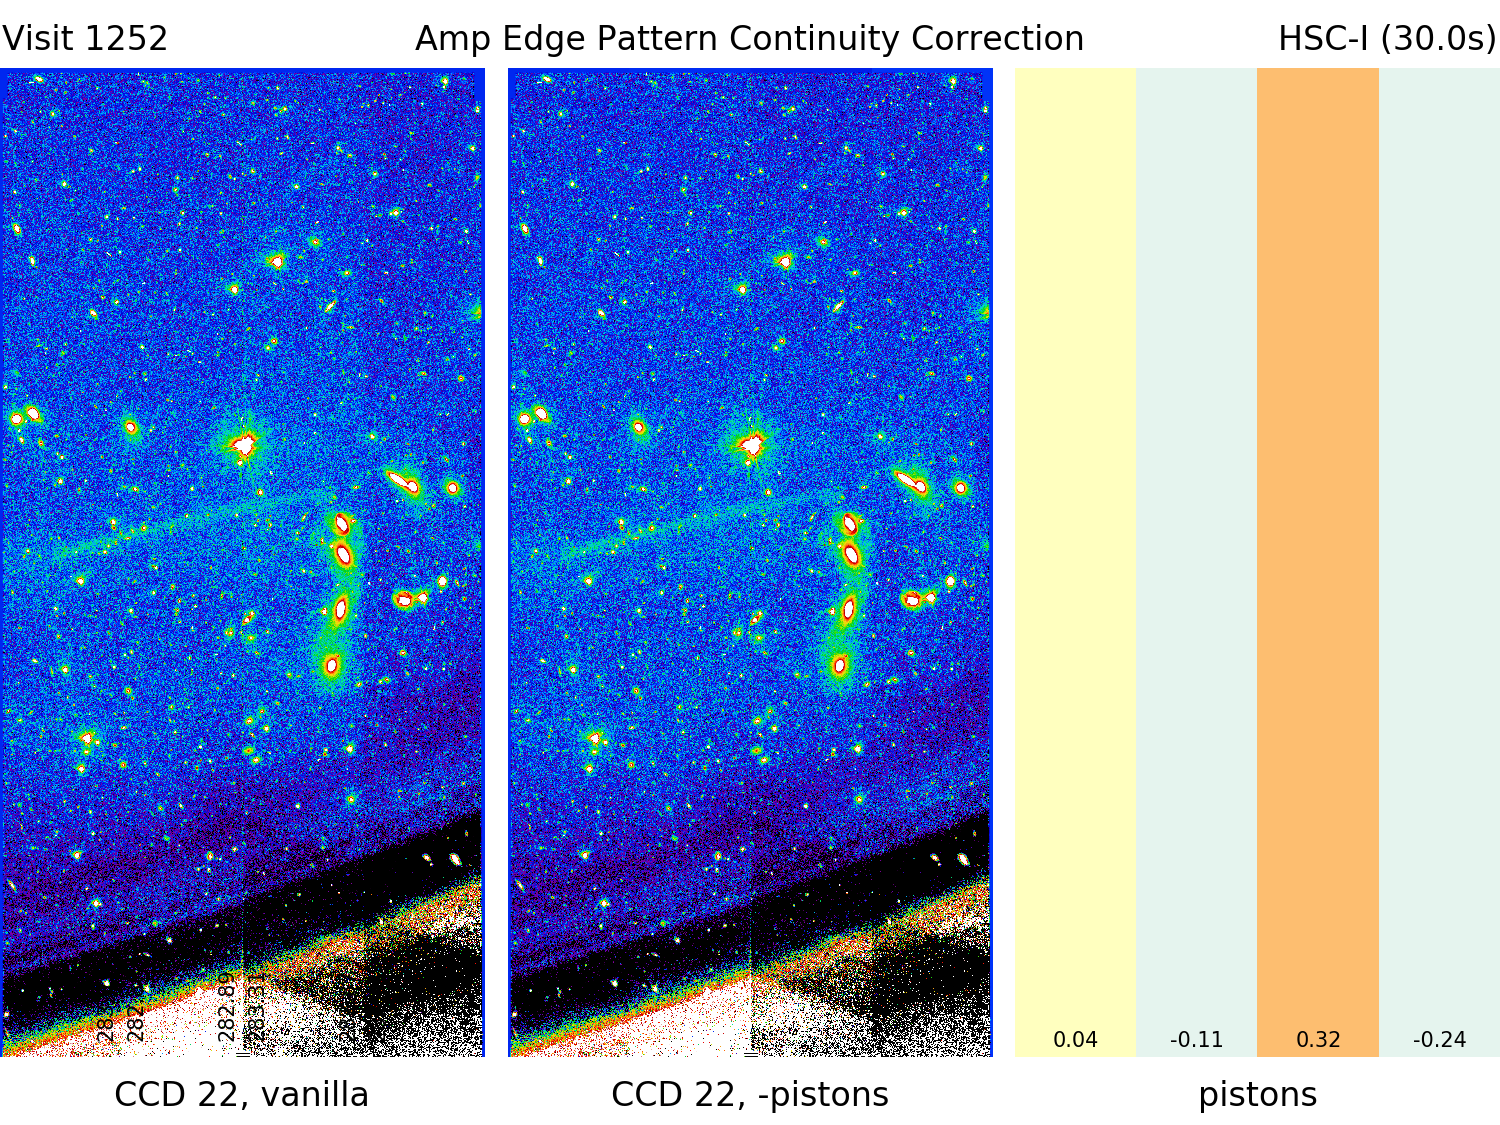 Visit 1252
Amp Edge Pattern Continuity Correction
HSC-I (30.0s)
282.89
283.31
0.04
-0.11
0.32
-0.24
CCD 22, vanilla
CCD 22, -pistons
pistons